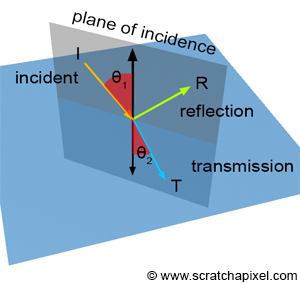 plane of incidence
I
incident
θ1
R
reflection
θ2
transmission
T
© www.scratchapixel.com